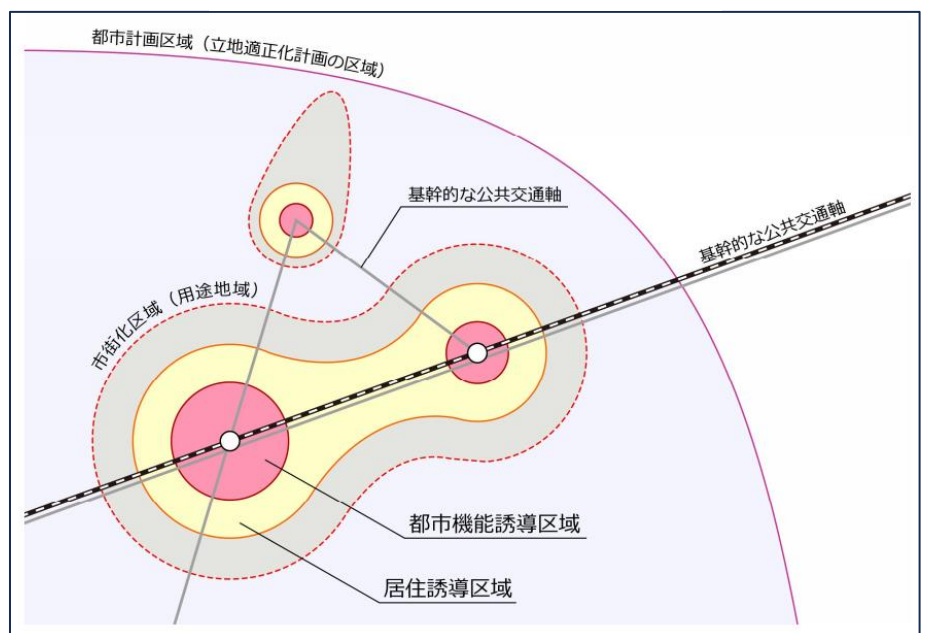 都市計画区域（立地適正化計画の区域）
基幹的な公共交通軸
基幹的な公共交通軸
市街化区域（用途地域）
都市機能誘導区域
居住誘導区域